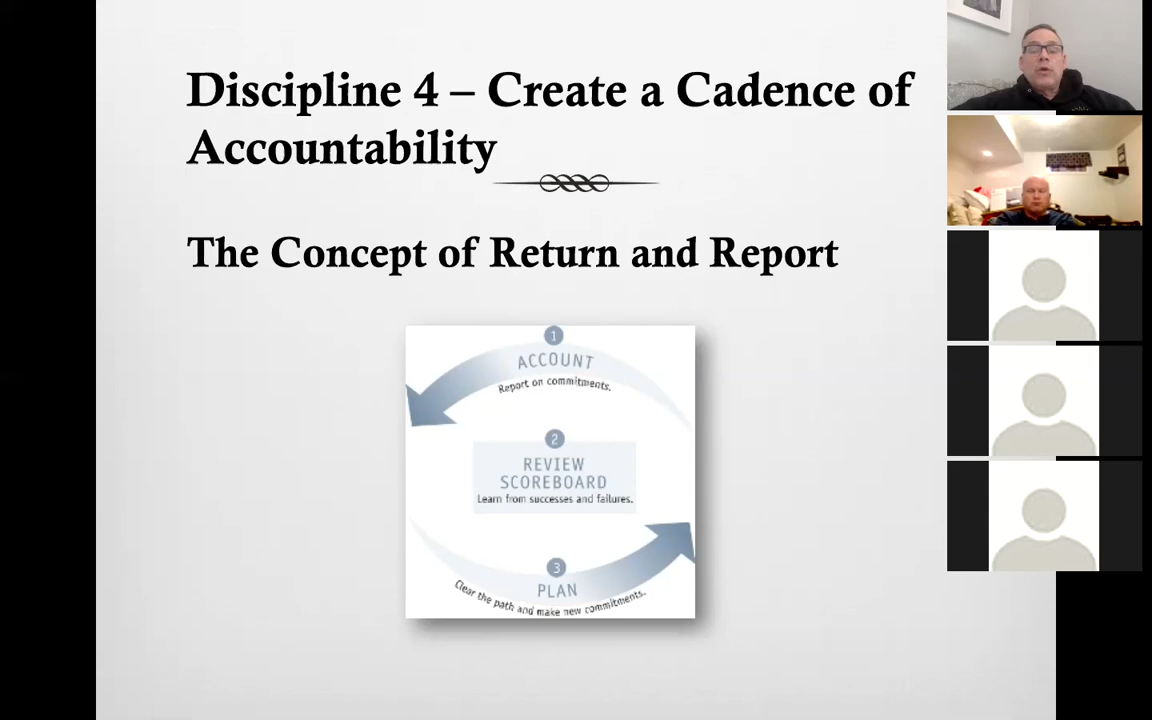 Discipline 4 – Create a Cadence of
Accountability
The Concept of Return and Report
1
ACCOUNT
Report on commitments.
2
REVIEW
SCOREBOARD
Learn from successes and failures.
3
PLAN
Clear the path and make new commitments.